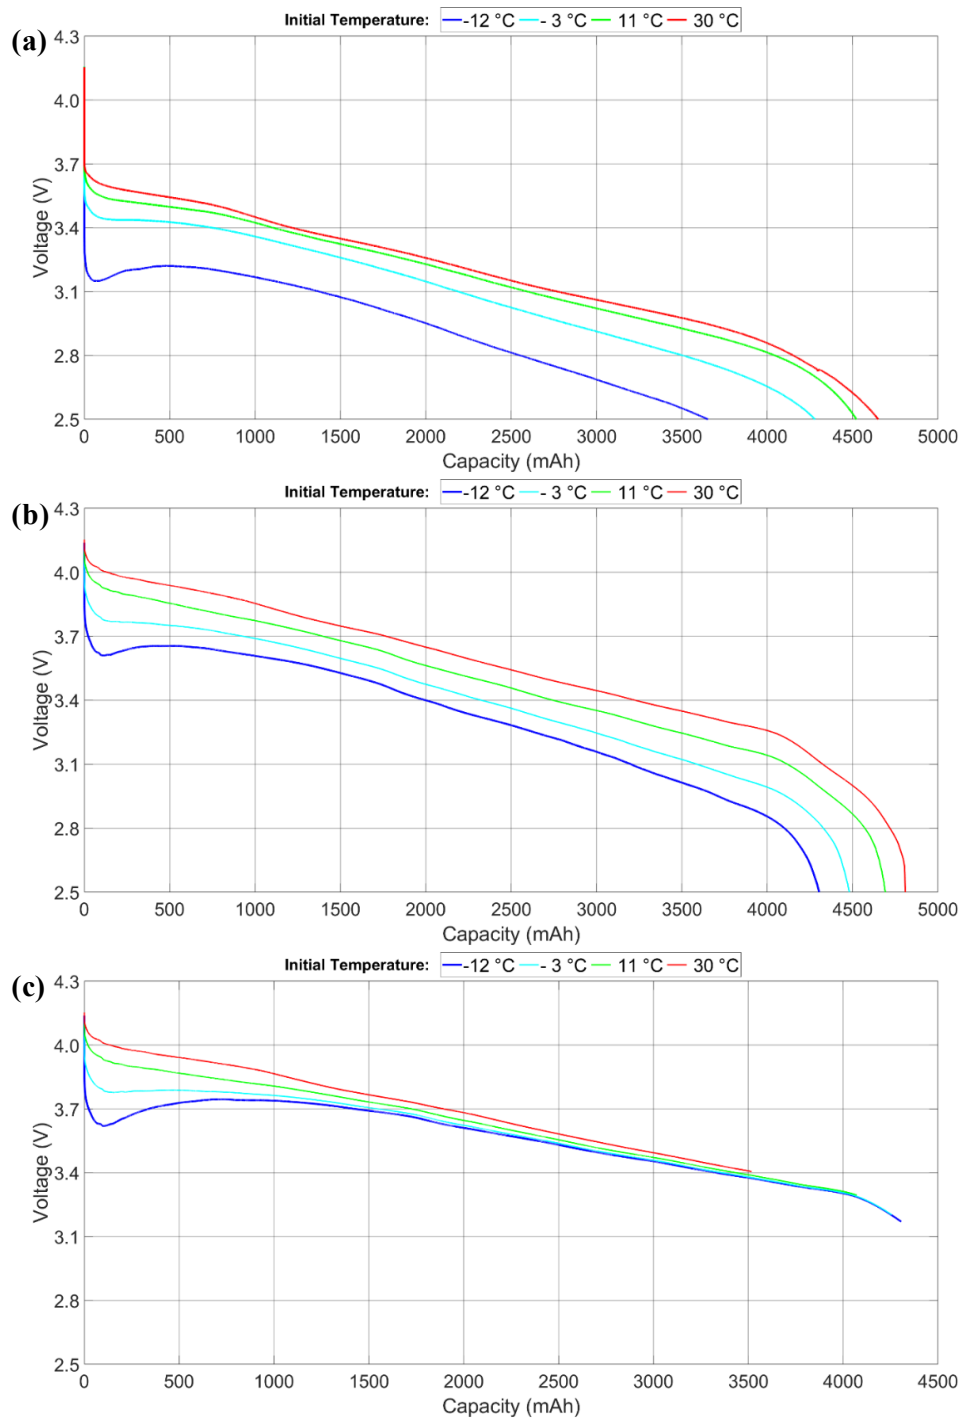 Initial Temperature: -12 °C - 3 °C 11 °C 30 °C
(a)
4.3
4.0
3.7
3.4
3.1
2.8
2.5
Voltage (V)
0 500 1000 1500 2000 2500 3000 3500 4000 4500 5000
Capacity (mAh)
Initial Temperature: -12 °C - 3 °C 11 °C 30 °C
(b)
4.3
4.0
3.7
3.4
3.1
2.8
2.5
Voltage (V)
0 500 1000 1500 2000 2500 3000 3500 4000 4500 5000
Capacity (mAh)
Initial Temperature: -12 °C - 3 °C 11 °C 30 °C
(c)
4.3
4.0
3.7
3.4
3.1
2.8
2.5
Voltage (V)
0 500 1000 1500 2000 2500 3000 3500 4000 4500
Capacity (mAh)